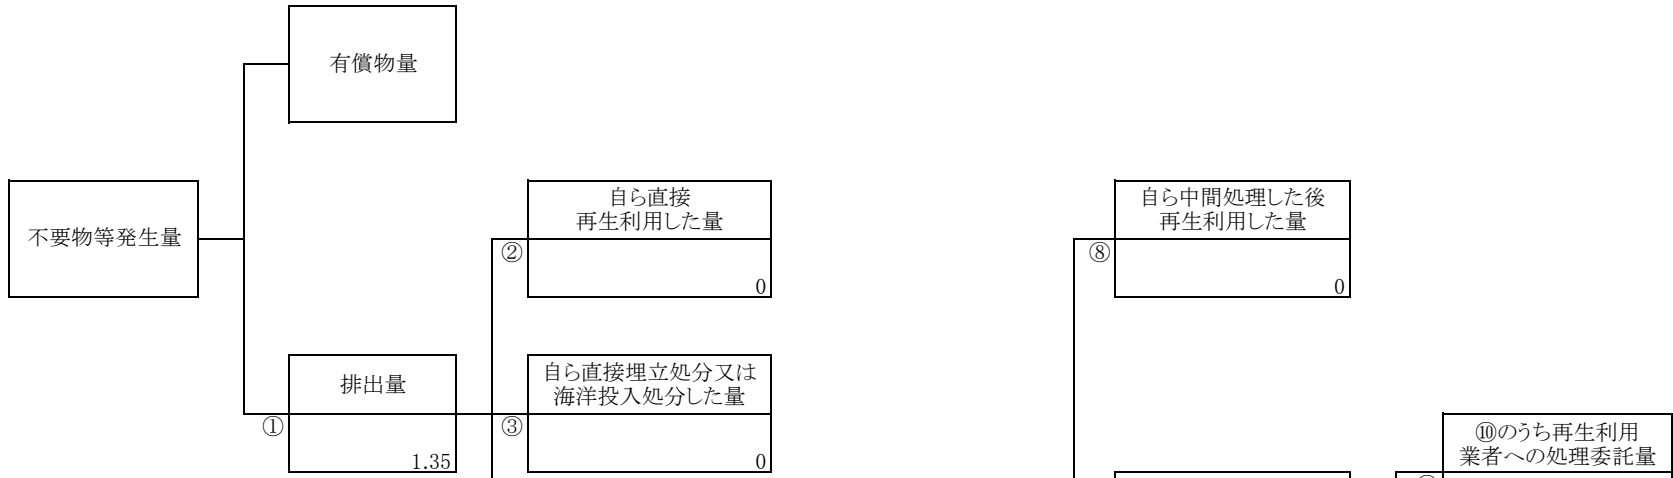 有償物量
不要物等発生量
自ら直接
再生利用した量
②
0
自ら中間処理した後
再生利用した量
⑧
0
排出量
①
1.35
自ら直接埋立処分又は
海洋投入処分した量
③
0
⑩のうち再生利用
業者への処理委託量